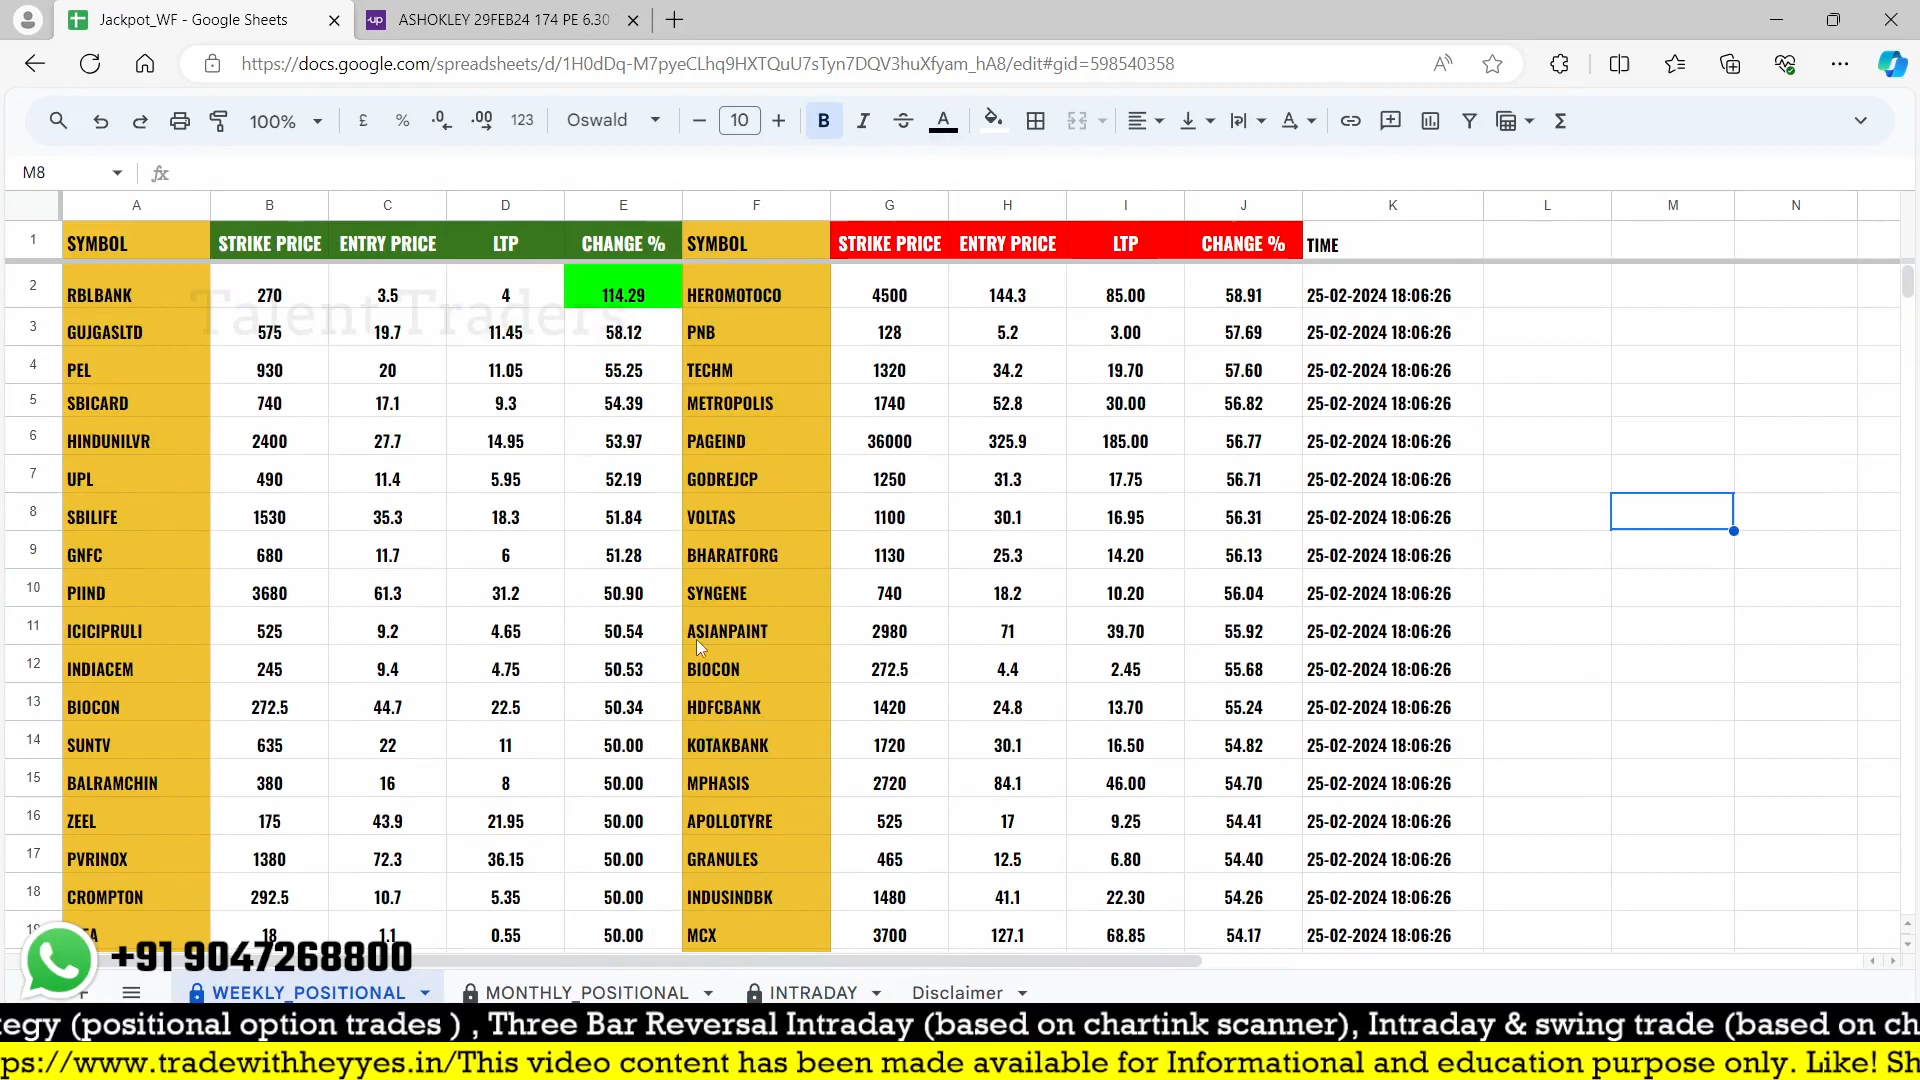 Jackpot_WF - Google Sheets
ASHOKLEY 29FEB24 174 PE 6.30
https://docs.google.com/spreadsheets/d/1H0dDq-M7pyeCLhq9HXTQuU7sTyn7DQV3huXfyam_hA8/edit#gid=598540358
100% £ % .0 .00 123 Oswald 10 B I A
M8 fx
A B C D E F G H I J K L M N
1 SYMBOL STRIKE PRICE ENTRY PRICE LTP CHANGE % SYMBOL STRIKE PRICE ENTRY PRICE LTP CHANGE % TIME
2 RBLBANK 270 3.5 4 114.29 HEROMOTOCO 4500 144.3 85.00 58.91 25-02-2024 18:06:26
Talent Traders
3 GUJGASLTD 575 19.7 11.45 58.12 PNB 128 5.2 3.00 57.69 25-02-2024 18:06:26
4 PEL 930 20 11.05 55.25 TECHM 1320 34.2 19.70 57.60 25-02-2024 18:06:26
5 SBICARD 740 17.1 9.3 54.39 METROPOLIS 1740 52.8 30.00 56.82 25-02-2024 18:06:26
6 HINDUNILVR 2400 27.7 14.95 53.97 PAGEIND 36000 325.9 185.00 56.77 25-02-2024 18:06:26
7 UPL 490 11.4 5.95 52.19 GODREJCP 1250 31.3 17.75 56.71 25-02-2024 18:06:26
8 SBILIFE 1530 35.3 18.3 51.84 VOLTAS 1100 30.1 16.95 56.31 25-02-2024 18:06:26
9 GNFC 680 11.7 6 51.28 BHARATFORG 1130 25.3 14.20 56.13 25-02-2024 18:06:26
10 PIIND 3680 61.3 31.2 50.90 SYNGENE 740 18.2 10.20 56.04 25-02-2024 18:06:26
11 ICICIPRULI 525 9.2 4.65 50.54 ASIANPAINT 2980 71 39.70 55.92 25-02-2024 18:06:26
12 INDIACEM 245 9.4 4.75 50.53 BIOCON 272.5 4.4 2.45 55.68 25-02-2024 18:06:26
13 BIOCON 272.5 44.7 22.5 50.34 HDFCBANK 1420 24.8 13.70 55.24 25-02-2024 18:06:26
14 SUNTV 635 22 11 50.00 KOTAKBANK 1720 30.1 16.50 54.82 25-02-2024 18:06:26
15 BALRAMCHIN 380 16 8 50.00 MPHASIS 2720 84.1 46.00 54.70 25-02-2024 18:06:26
16 ZEEL 175 43.9 21.95 50.00 APOLLOTYRE 525 17 9.25 54.41 25-02-2024 18:06:26
17 PVRINOX 1380 72.3 36.15 50.00 GRANULES 465 12.5 6.80 54.40 25-02-2024 18:06:26
18 CROMPTON 292.5 10.7 5.35 50.00 INDUSINDBK 1480 41.1 22.30 54.26 25-02-2024 18:06:26
18 1.1 0.55 50.00 MCX 3700 127.1 68.85 54.17 25-02-2024 18:06:26
+91 9047268800
WEEKLY_POSITIONAL MONTHLY_POSITIONAL INTRADAY Disclaimer
tegy (positional option trades ) , Three Bar Reversal Intraday (based on chartink scanner), Intraday & swing trade (based on ch
ps://www.tradewithheyyes.in/This video content has been made available for Informational and education purpose only. Like! Sh